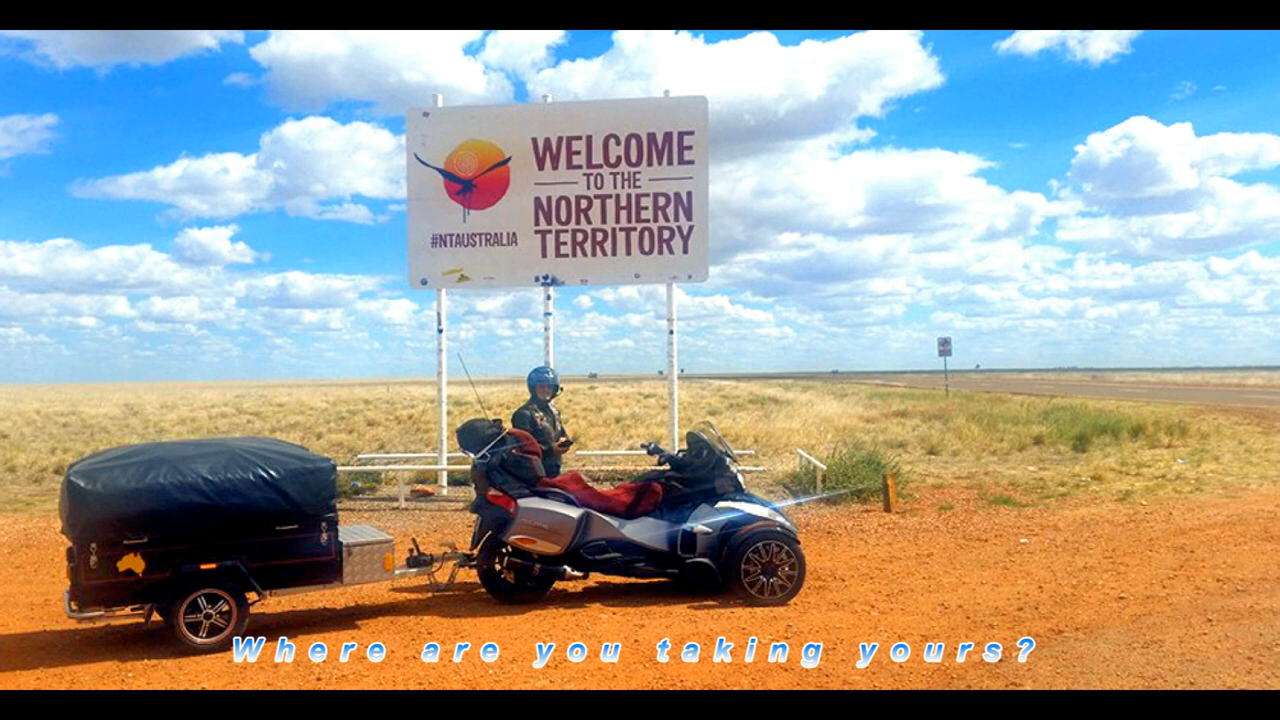 WELCOME
TO THE
NORTHERN
TERRITORY
#NTAUSTRALIA
Where are you taking yours?